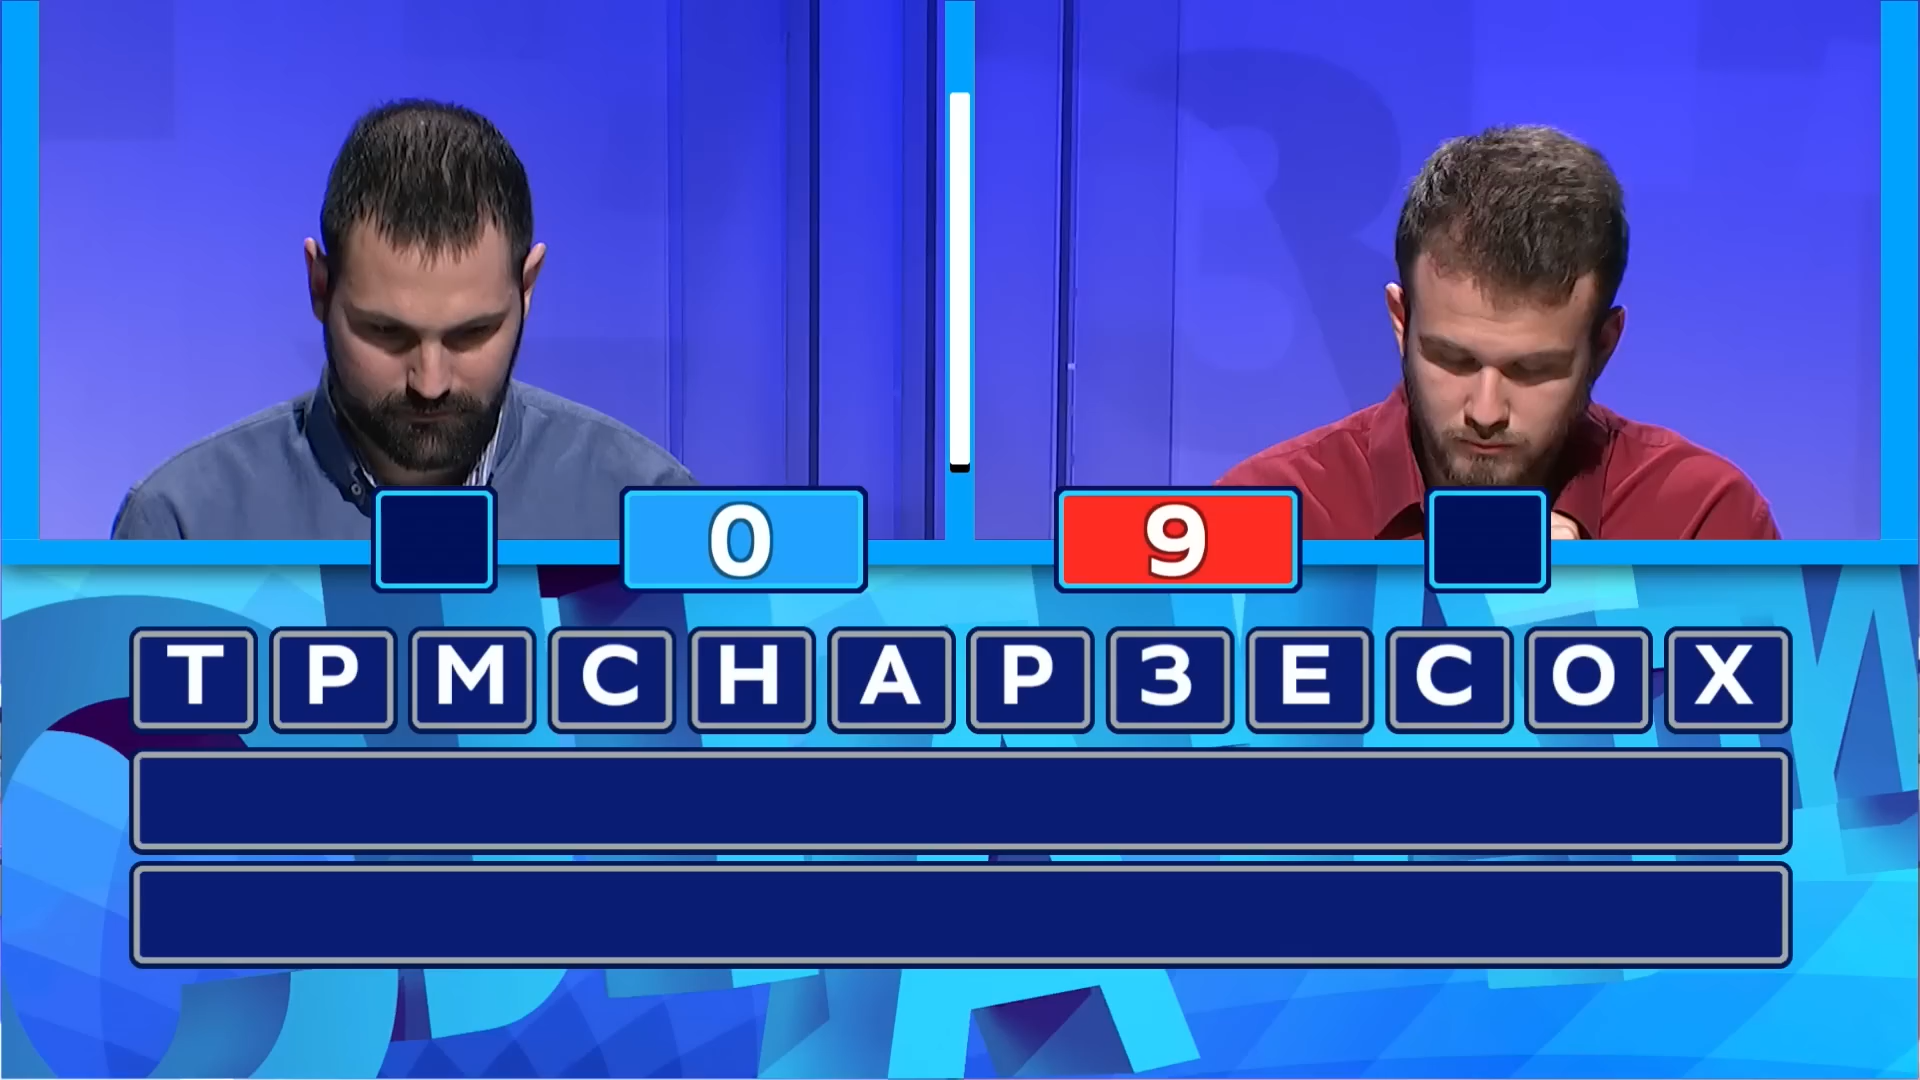 0 9
Т Р М С Н А Р З Е С О Х